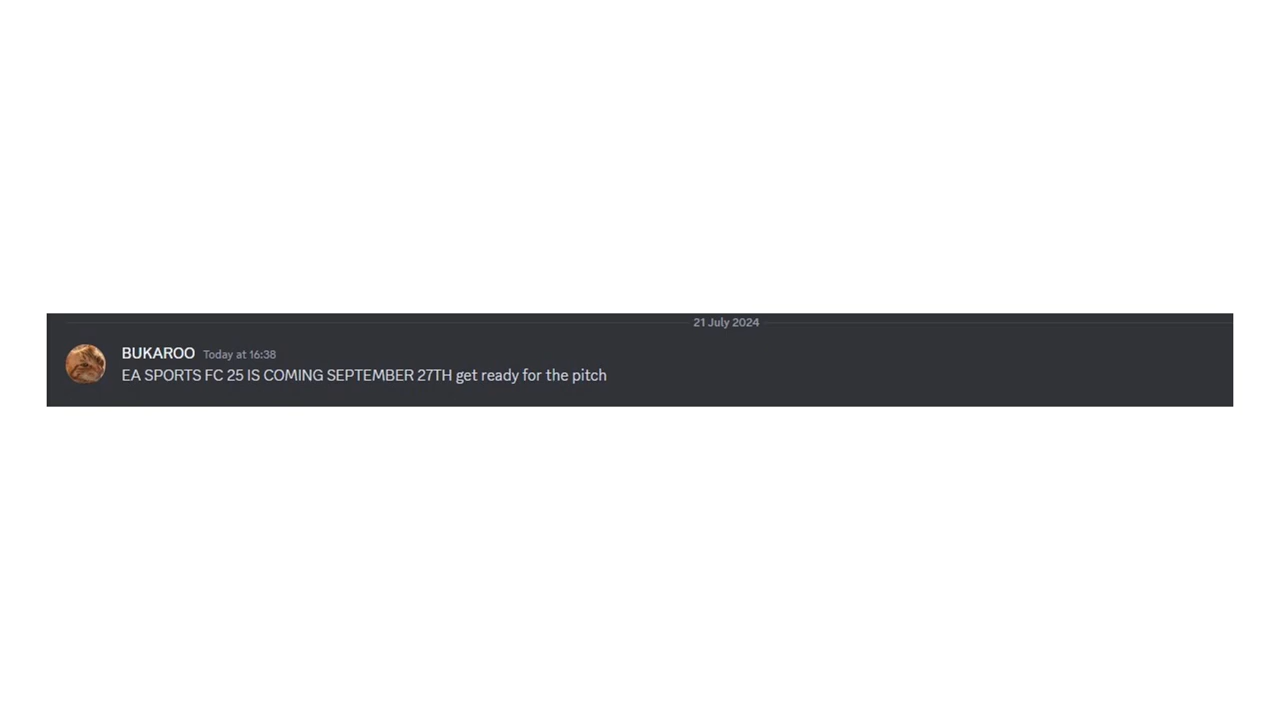 21 July 2024
BUKAROO Today at 16:38
EA SPORTS FC 25 IS COMING SEPTEMBER 27TH get ready for the pitch